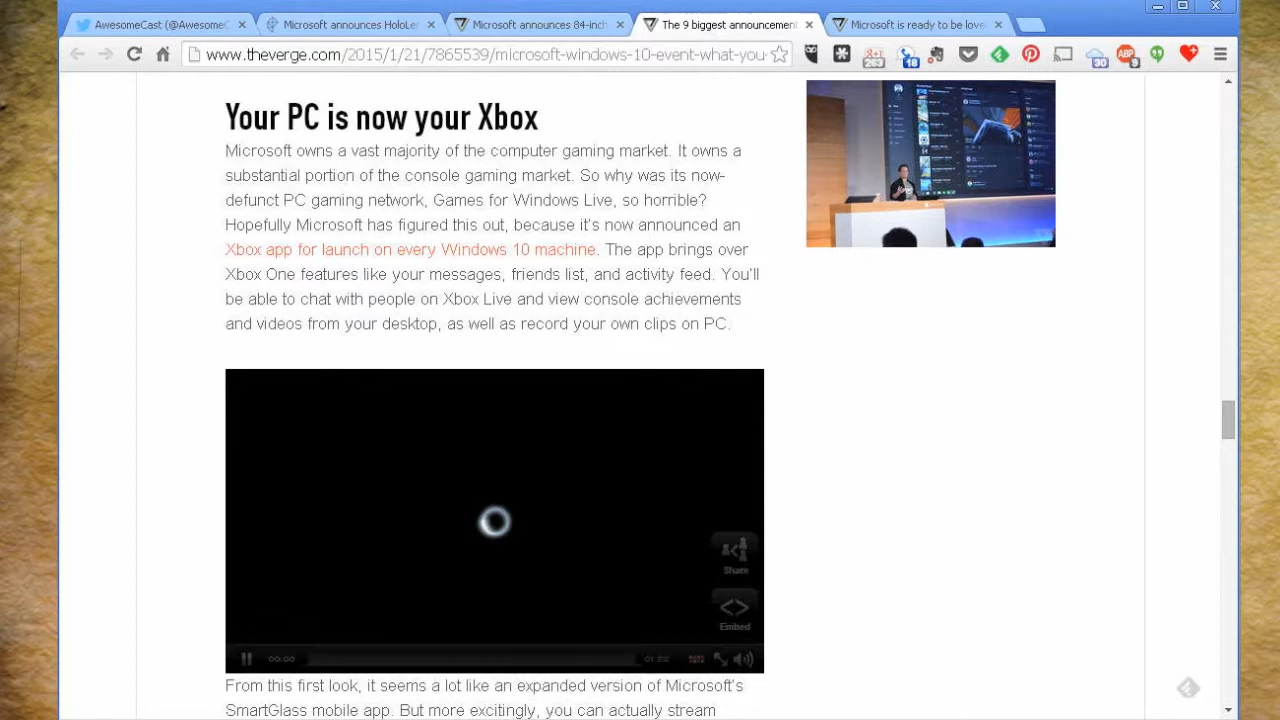 AwesomeCast (@AwesomeC
Microsoft announces HoloLe
Microsoft announces 84-inch
The 9 biggest announcement
Microsoft is ready to be love
www.theverge.com/2015/1/21/7865539/microsoft-windows-10-event-what-you-
263
18
30
ABP
9
Your PC is now your Xbox
Microsoft owns a vast majority of the computer gaming market. It owns a
portion of the console gaming market. So why was its now-
PC gaming network, Games for Windows Live, so horrible?
Hopefully Microsoft has figured this out, because it's now announced an
Xbox app for launch on every Windows 10 machine. The app brings over
Xbox One features like your messages, friends list, and activity feed. You'll
be able to chat with people on Xbox Live and view console achievements
and videos from your desktop, as well as record your own clips on PC.
Share
<>
Embed
00:00
From this first look, it seems a lot like an expanded version of Microsoft's
SmartGlass mobile app. But more excitingly, you can actually stream